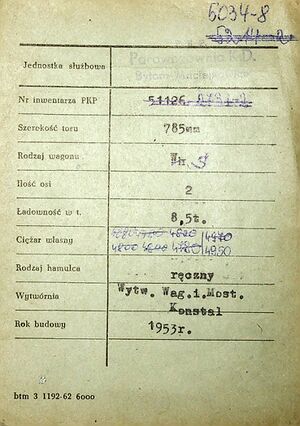 5034-8
Jednostka służbowa
Parowozownia K.D.
Nr inwentarza PKP 51126
Szerokość toru 785mm
Rodzaj wagonu S
Ilość osi 2
Ładowność w t. 8,5t.
Ciężar własny 4970
4950
Rodzaj hamulca ręczny
Wytwórnia Wytw. Wag.i.Most.
Konstal
Rok budowy 1953r.
btm 3 1192-62 6000